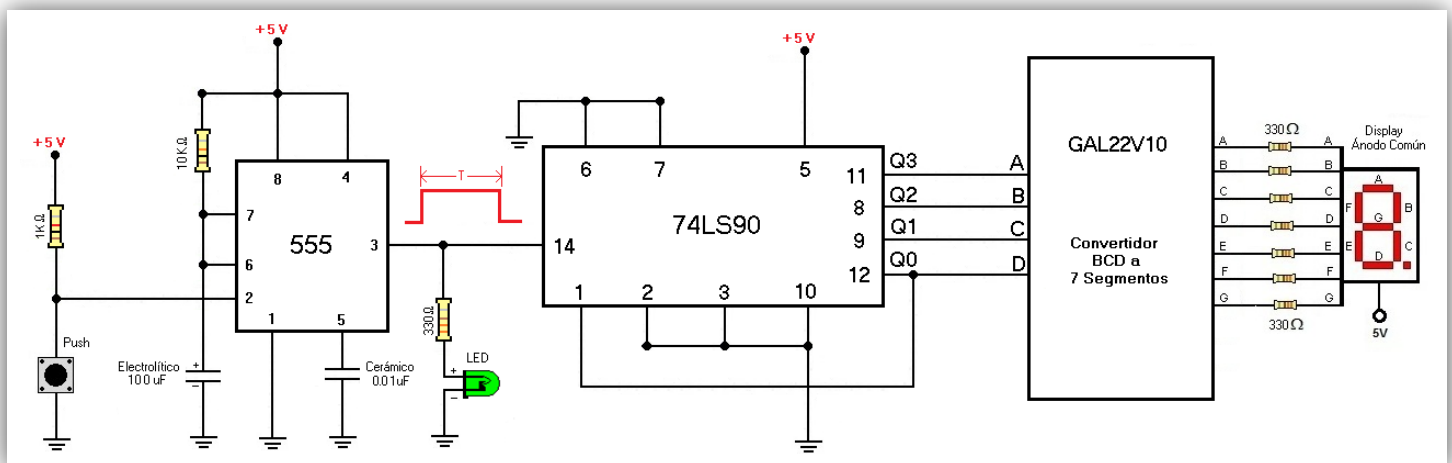 +5V
1KΩ
Push
+5V
10KΩ
8
4
7
6
2
555
3
1
5
Electrolítico
100 uF
+
−
Cerámico
0.01uF
T
330Ω
+
−
LED
6
7
+5V
5
14
74LS90
11
8
9
12
1
2
3
10
Q3
Q2
Q1
Q0
A
B
C
D
GAL22V10
Convertidor
BCD a
7 Segmentos
A
B
C
D
E
F
G
330Ω
330Ω
A
B
C
D
E
F
G
Display
Ánodo Común
A
F
B
G
E
C
D
5V